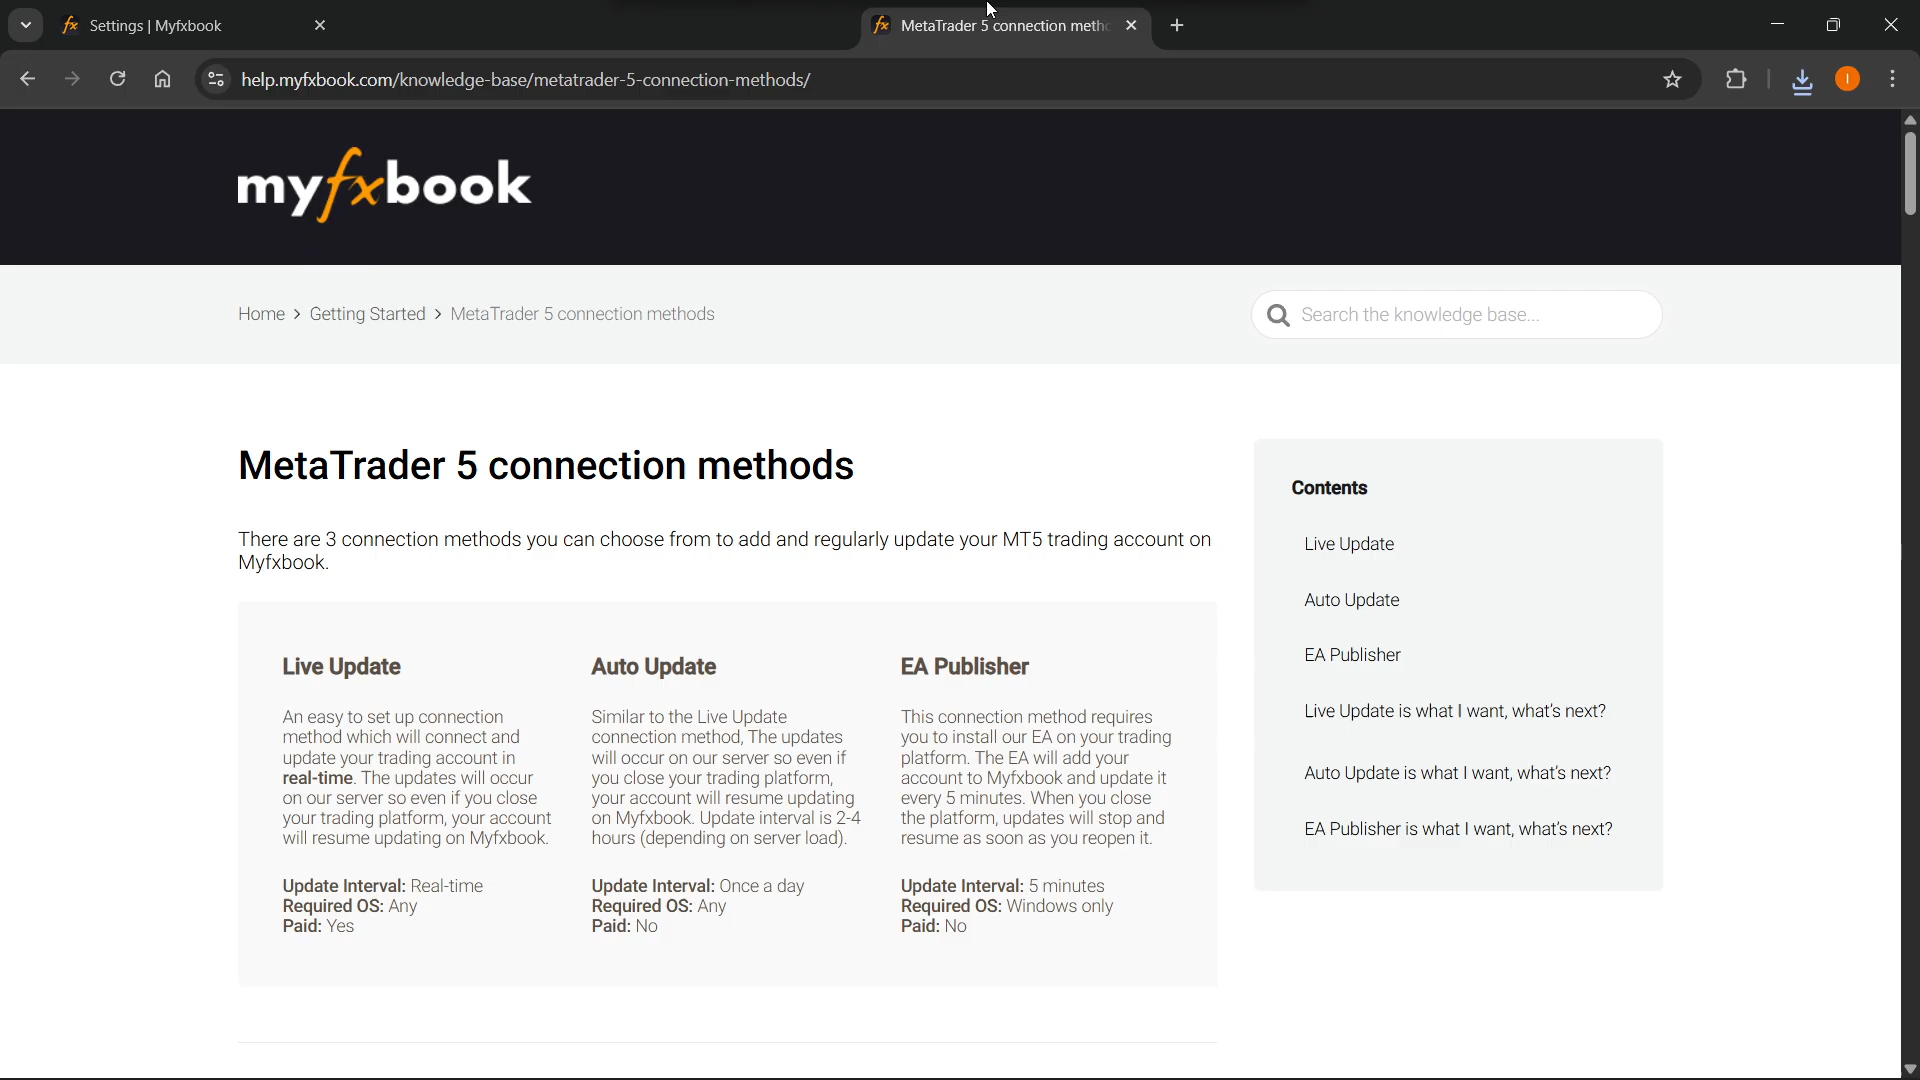 Settings | Myfxbook
MetaTrader 5 connection meth
help.myfxbook.com/knowledge-base/metatrader-5-connection-methods/
I
myfxbook
Home > Getting Started > MetaTrader 5 connection methods
Search the knowledge base...
MetaTrader 5 connection methods
There are 3 connection methods you can choose from to add and regularly update your MT5 trading account on
Myfxbook.
Live Update
An easy to set up connection
method which will connect and
update your trading account in
real-time. The updates will occur
on our server so even if you close
your trading platform, your account
will resume updating on Myfxbook.
Update Interval: Real-time
Required OS: Any
Paid: Yes
Auto Update
Similar to the Live Update
connection method, The updates
will occur on our server so even if
you close your trading platform,
your account will resume updating
on Myfxbook. Update interval is 2-4
hours (depending on server load).
Update Interval: Once a day
Required OS: Any
Paid: No
EA Publisher
This connection method requires
you to install our EA on your trading
platform. The EA will add your
account to Myfxbook and update it
every 5 minutes. When you close
the platform, updates will stop and
resume as soon as you reopen it.
Update Interval: 5 minutes
Required OS: Windows only
Paid: No
Contents
Live Update
Auto Update
EA Publisher
Live Update is what I want, what's next?
Auto Update is what I want, what's next?
EA Publisher is what I want, what's next?